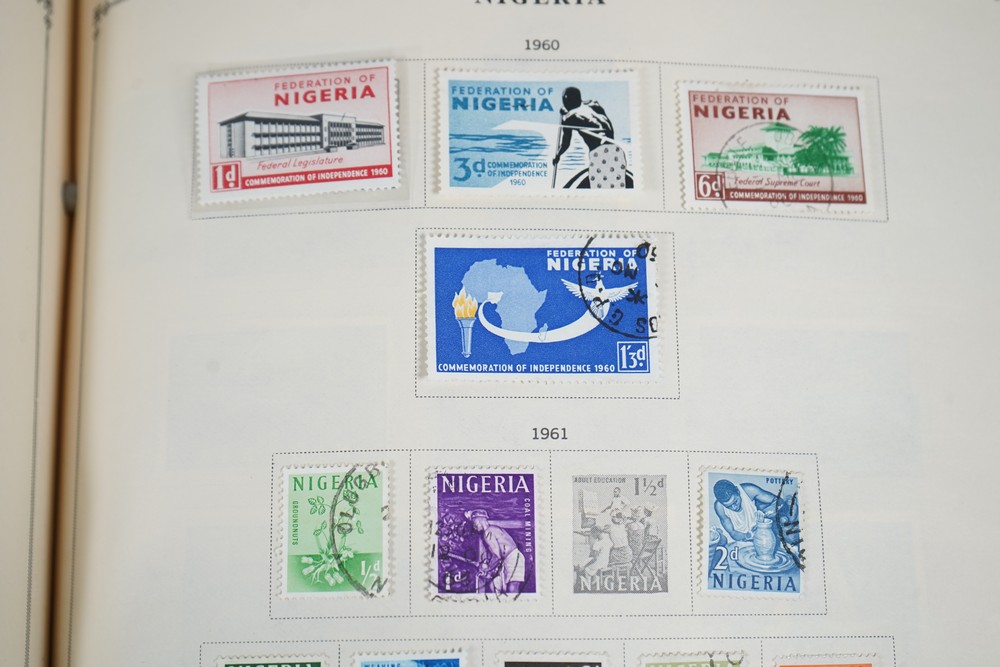 NIGERIA
1960
FEDERATION OF
NIGERIA
Federal Legislature
1d
COMMEMORATION OF INDEPENDENCE 1960
FEDERATION OF
NIGERIA
3d
COMMEMORATION
OF INDEPENDENCE
1960
FEDERATION OF
NIGERIA
Federal Supreme Court
6d
COMMEMORATION OF INDEPENDENCE 1960
FEDERATION OF
NIGERIA
COMMEMORATION OF INDEPENDENCE 1960
1'3d
1961
NIGERIA
GROUNDNUTS
½d
NIGERIA
COAL MINING
1d
ADULT EDUCATION
1½d
NIGERIA
POTTERY
2d
NIGERIA